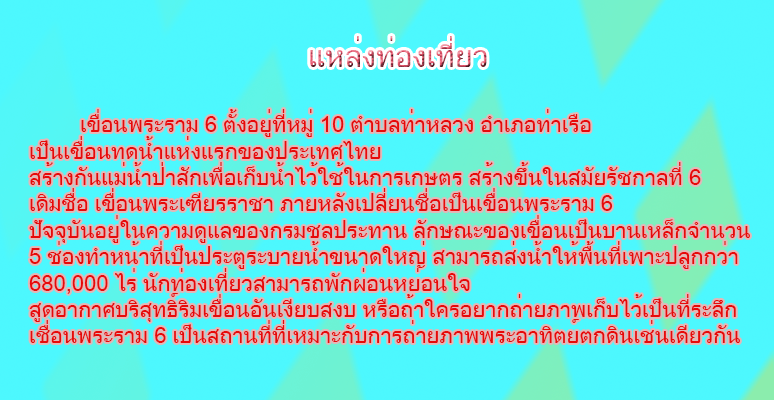 แหล่งท่องเที่ยว
เขื่อนพระราม 6 ตั้งอยู่ที่หมู่ 10 ตำบลท่าหลวง อำเภอท่าเรือ
เป็นเขื่อนทดน้ำแห่งแรกของประเทศไทย
สร้างกั้นแม่น้ำป่าสักเพื่อเก็บน้ำไว้ใช้ในการเกษตร สร้างขึ้นในสมัยรัชกาลที่ 6
เดิมชื่อ เขื่อนพระเฑียรราชา ภายหลังเปลี่ยนชื่อเป็นเขื่อนพระราม 6
ปัจจุบันอยู่ในความดูแลของกรมชลประทาน ลักษณะของเขื่อนเป็นบานเหล็กจำนวน
5 ช่องทำหน้าที่เป็นประตูระบายน้ำขนาดใหญ่ สามารถส่งน้ำให้พื้นที่เพาะปลูกกว่า
680,000 ไร่ นักท่องเที่ยวสามารถพักผ่อนหย่อนใจ
สูดอากาศบริสุทธิ์ริมเขื่อนอันเงียบสงบ หรือถ้าใครอยากถ่ายภาพเก็บไว้เป็นที่ระลึก
เขื่อนพระราม 6 เป็นสถานที่ที่เหมาะกับการถ่ายภาพพระอาทิตย์ตกดินเช่นเดียวกัน